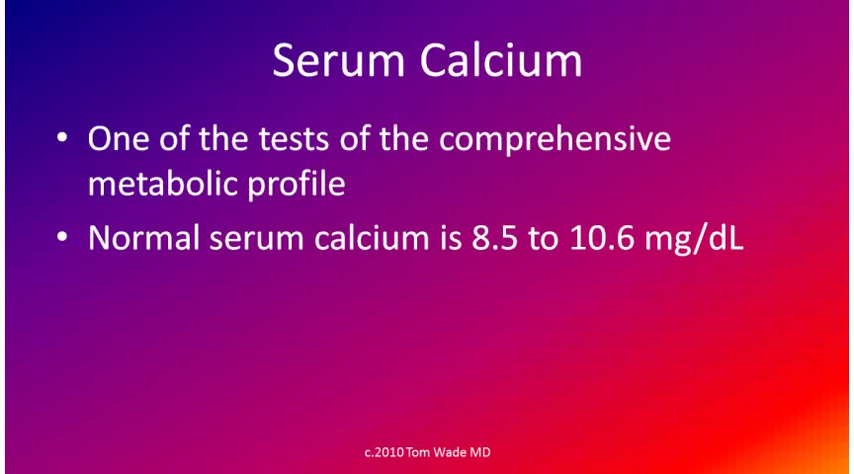 Serum Calcium
• One of the tests of the comprehensive
metabolic profile
• Normal serum calcium is 8.5 to 10.6 mg/dL
c.2010 Tom Wade MD